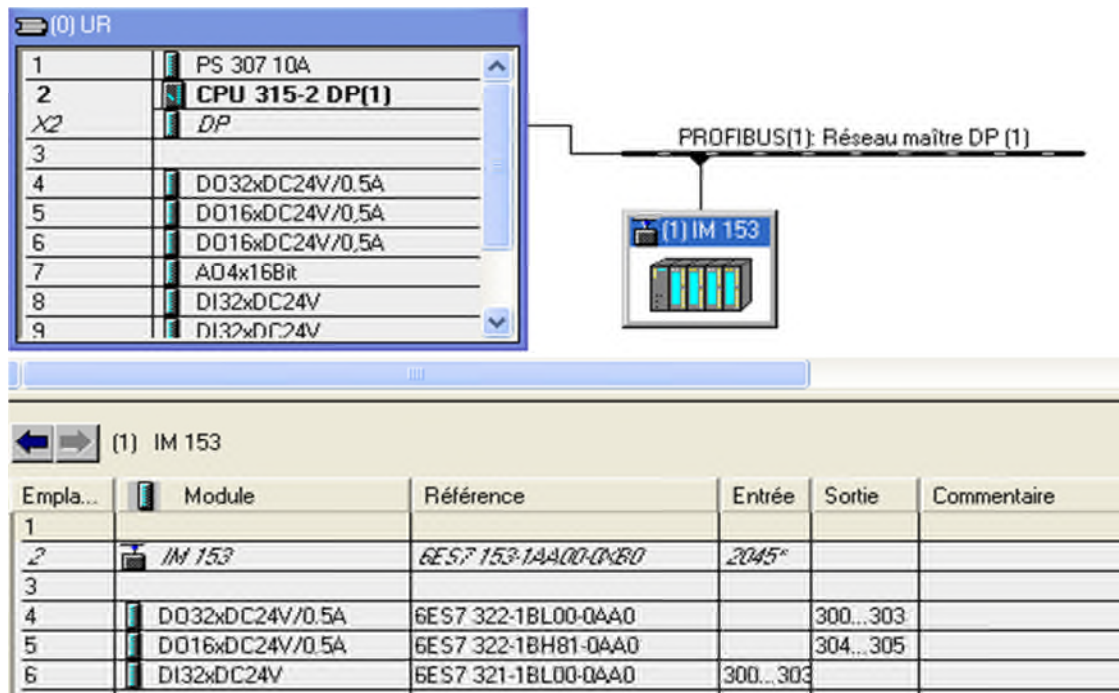 (0) UR
1 PS 307 10A
2 CPU 315-2 DP(1)
X2 DP
3
4 DO32xDC24V/0.5A
5 DO16xDC24V/0,5A
6 DO16xDC24V/0,5A
7 AO4x16Bit
8 DI32xDC24V
9 DI32xDC24V
PROFIBUS(1): Réseau maître DP (1)
(1) IM 153
(1) IM 153
Empla... Module Référence Entrée Sortie Commentaire
1
2 IM 153 6ES7 153-1AA00-0XB0 2045*
3
4 DO32xDC24V/0.5A 6ES7 322-1BL00-0AA0 300...303
5 DO16xDC24V/0.5A 6ES7 322-1BH81-0AA0 304...305
6 DI32xDC24V 6ES7 321-1BL00-0AA0 300...303